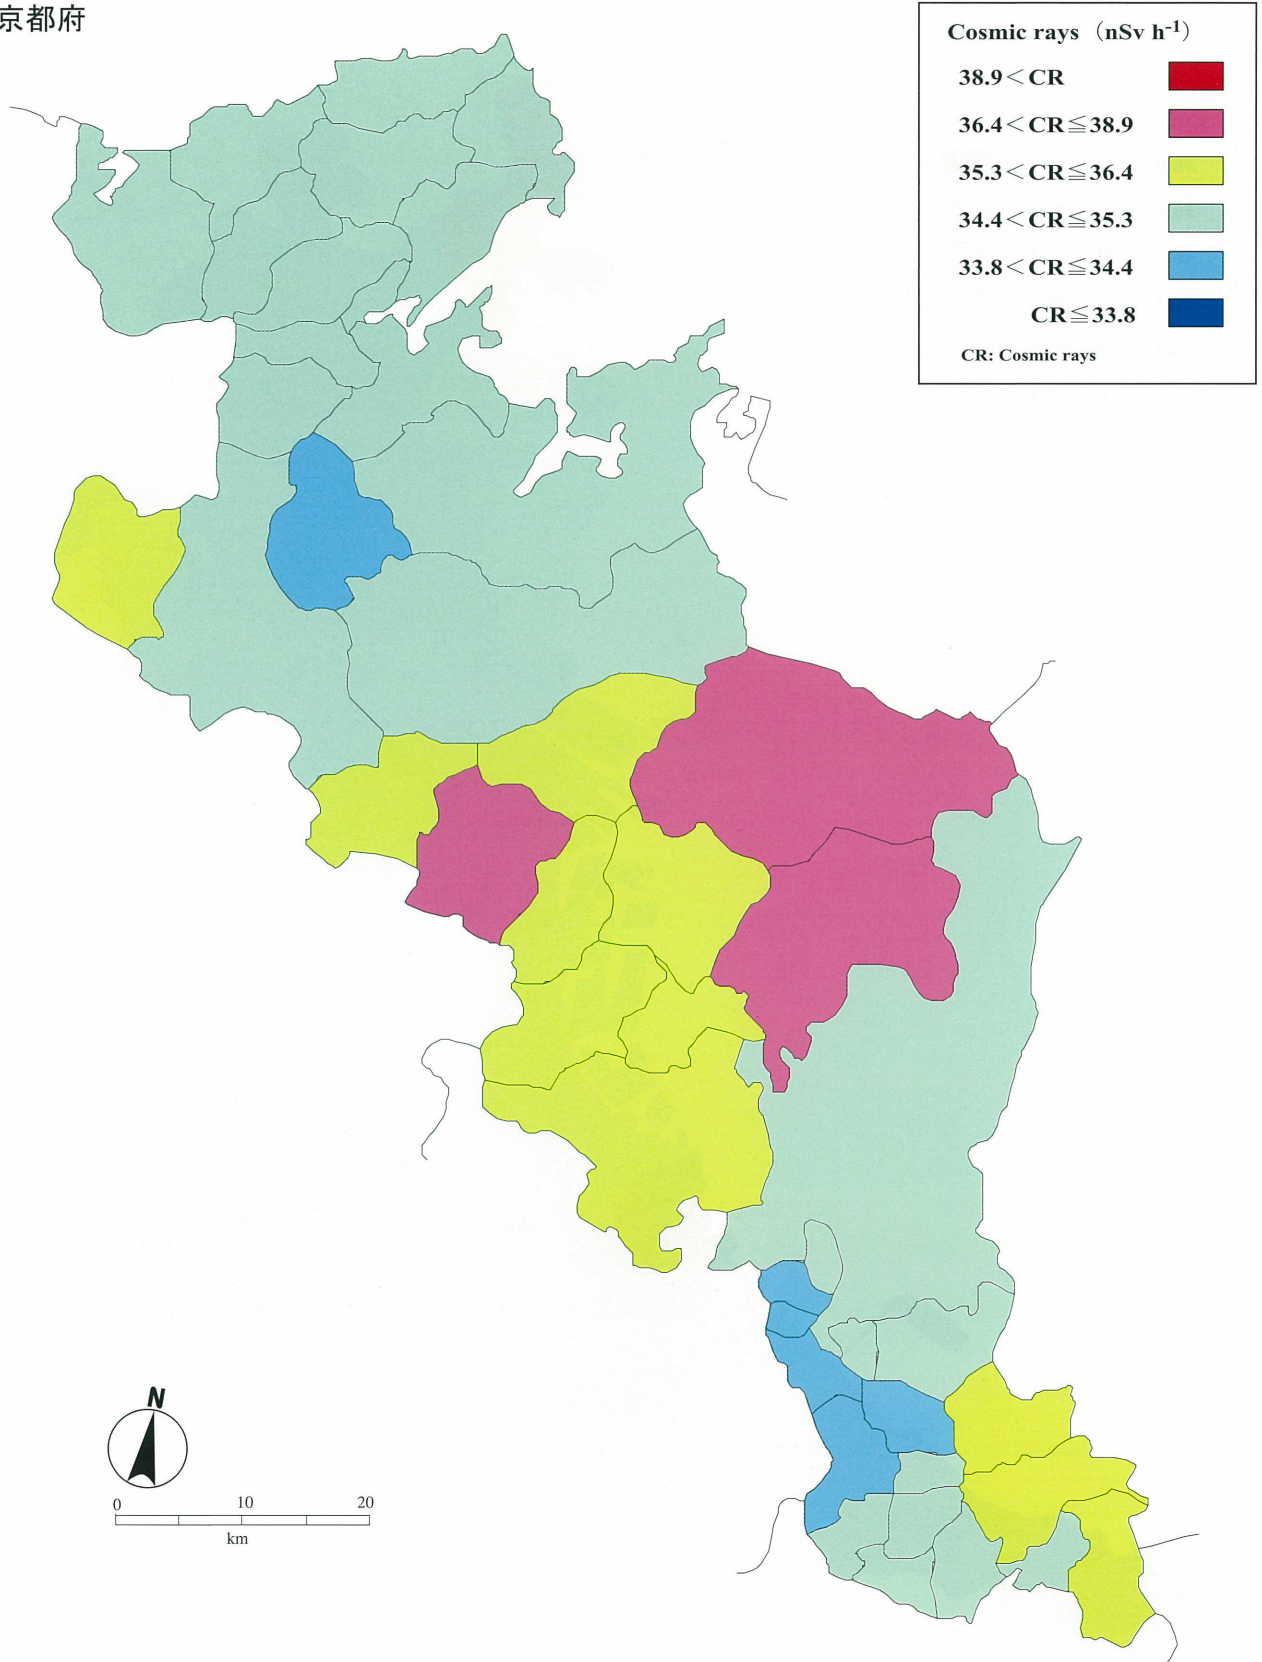 京都府
Cosmic rays（nSv h-1）
38.9＜CR
36.4＜CR≦38.9
35.3＜CR≦36.4
34.4＜CR≦35.3
33.8＜CR≦34.4
CR≦33.8
CR: Cosmic rays
N
0 10 20
km